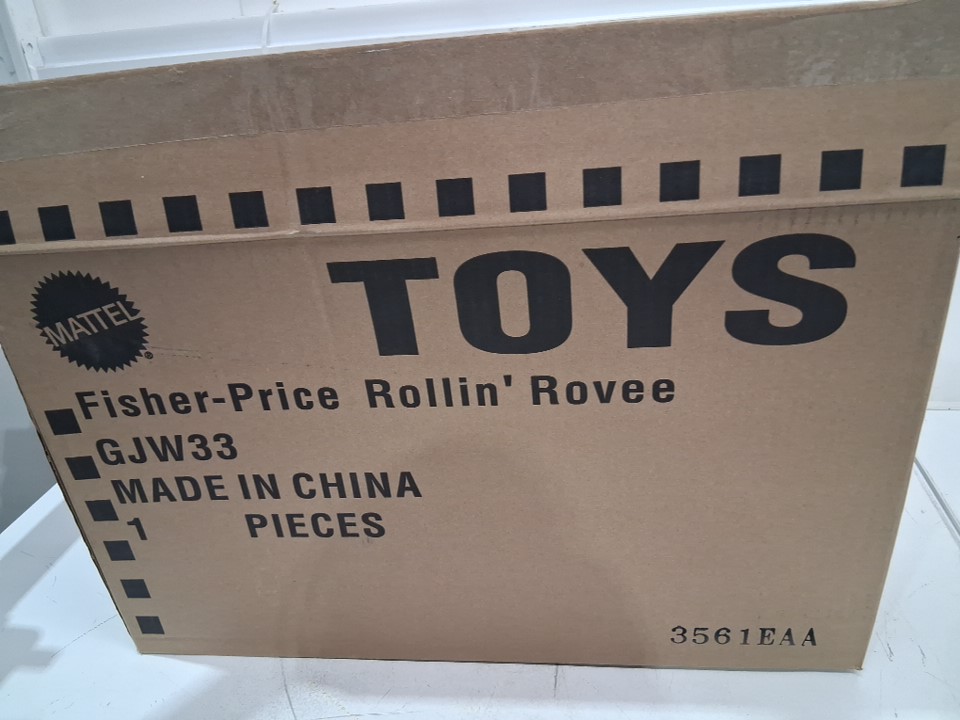 TOYS
MATTEL
®
Fisher-Price Rollin' Rovee
GJW33
MADE IN CHINA
1 PIECES
3561EAA